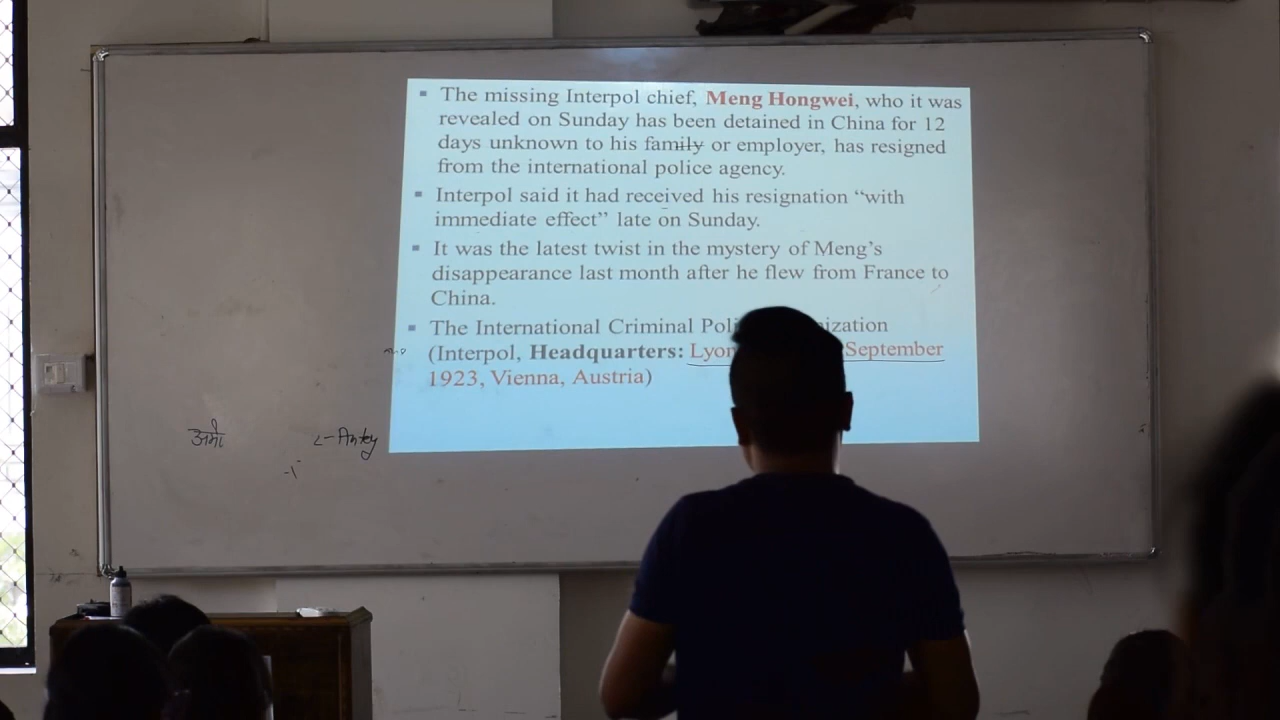 ▪ The missing Interpol chief, Meng Hongwei, who it was
revealed on Sunday has been detained in China for 12
days unknown to his family or employer, has resigned
from the international police agency.
▪ Interpol said it had received his resignation “with
immediate effect” late on Sunday.
▪ It was the latest twist in the mystery of Meng’s
disappearance last month after he flew from France to
China.
▪ The International Criminal
(Interpol, Headquarters: September
1923, Vienna, Austria)